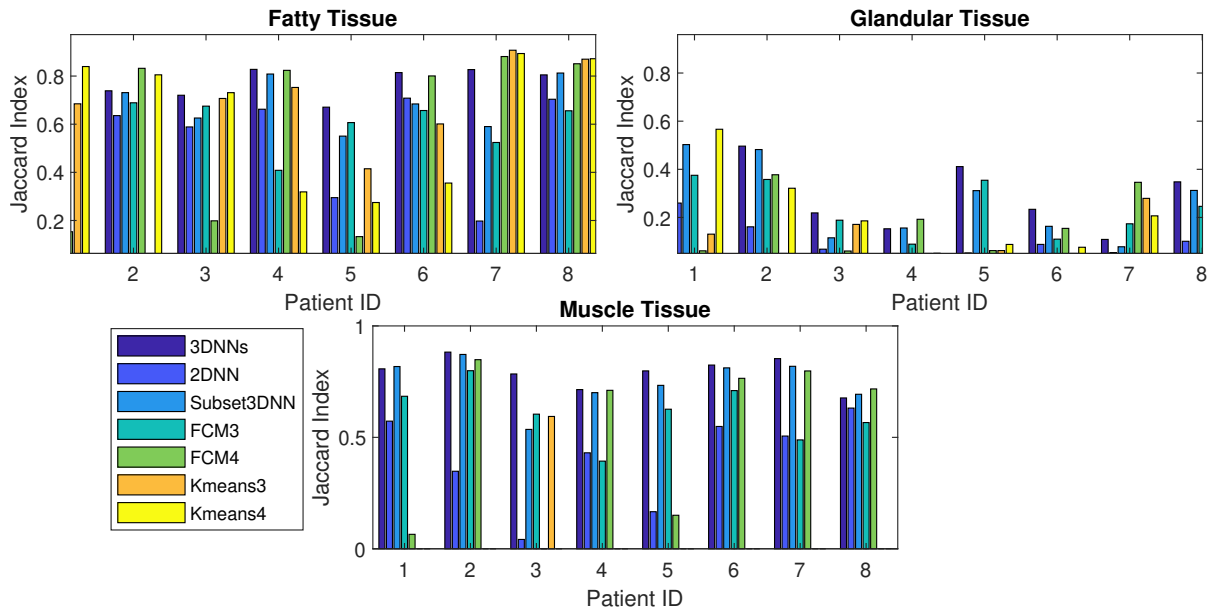 Fatty Tissue
Jaccard Index
0.8
0.6
0.4
0.2
2 3 4 5 6 7 8
Patient ID
Glandular Tissue
Jaccard Index
0.8
0.6
0.4
0.2
1 2 3 4 5 6 7 8
Patient ID
3DNNs
2DNN
Subset3DNN
FCM3
FCM4
Kmeans3
Kmeans4
Muscle Tissue
Jaccard Index
1
0.5
0
1 2 3 4 5 6 7 8
Patient ID